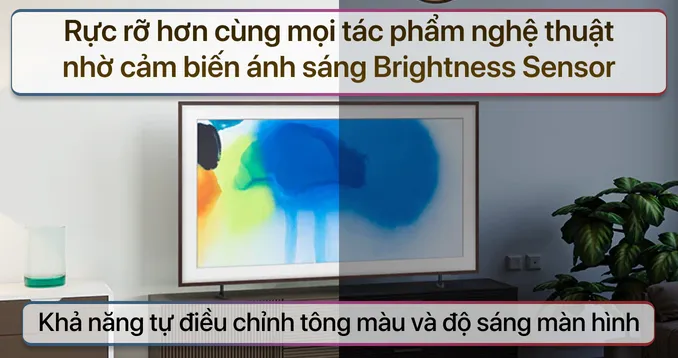 Rực rỡ hơn cùng mọi tác phẩm nghệ thuật
nhờ cảm biến ánh sáng Brightness Sensor
Khả năng tự điều chỉnh tông màu và độ sáng màn hình